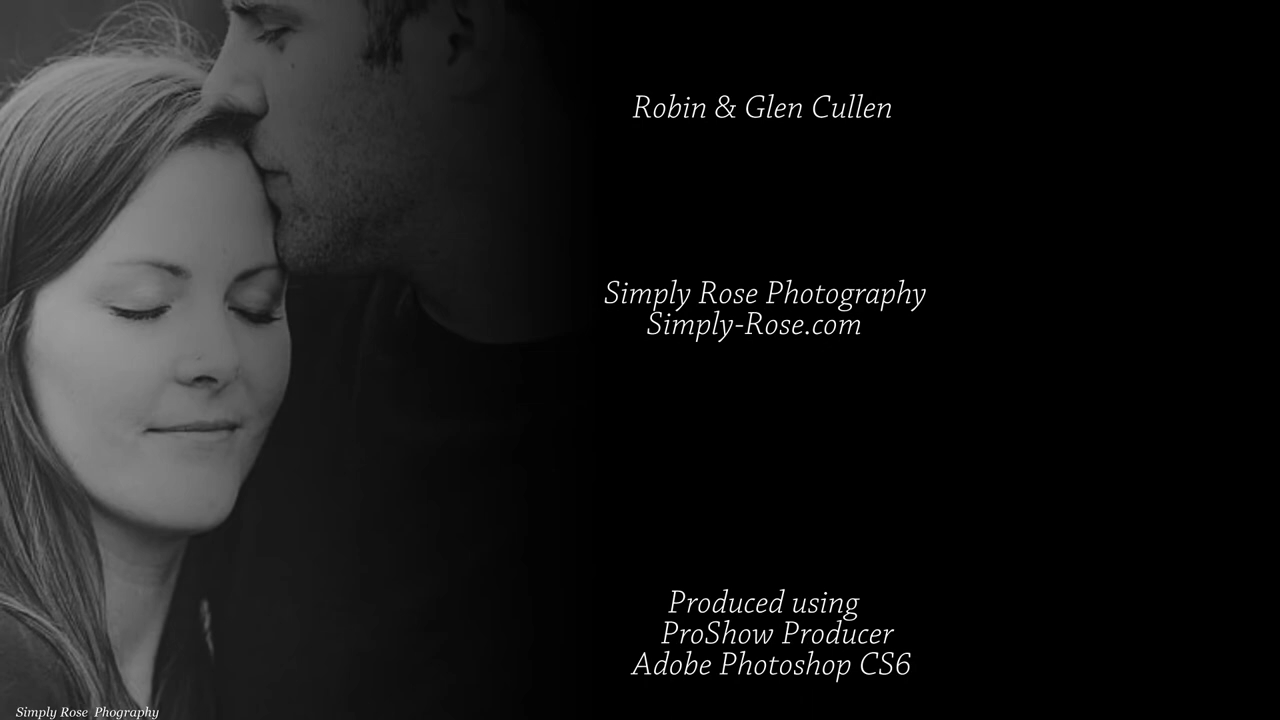 Robin & Glen Cullen
Simply Rose Photography
Simply-Rose.com
Produced using
ProShow Producer
Adobe Photoshop CS6
Simply Rose Phography